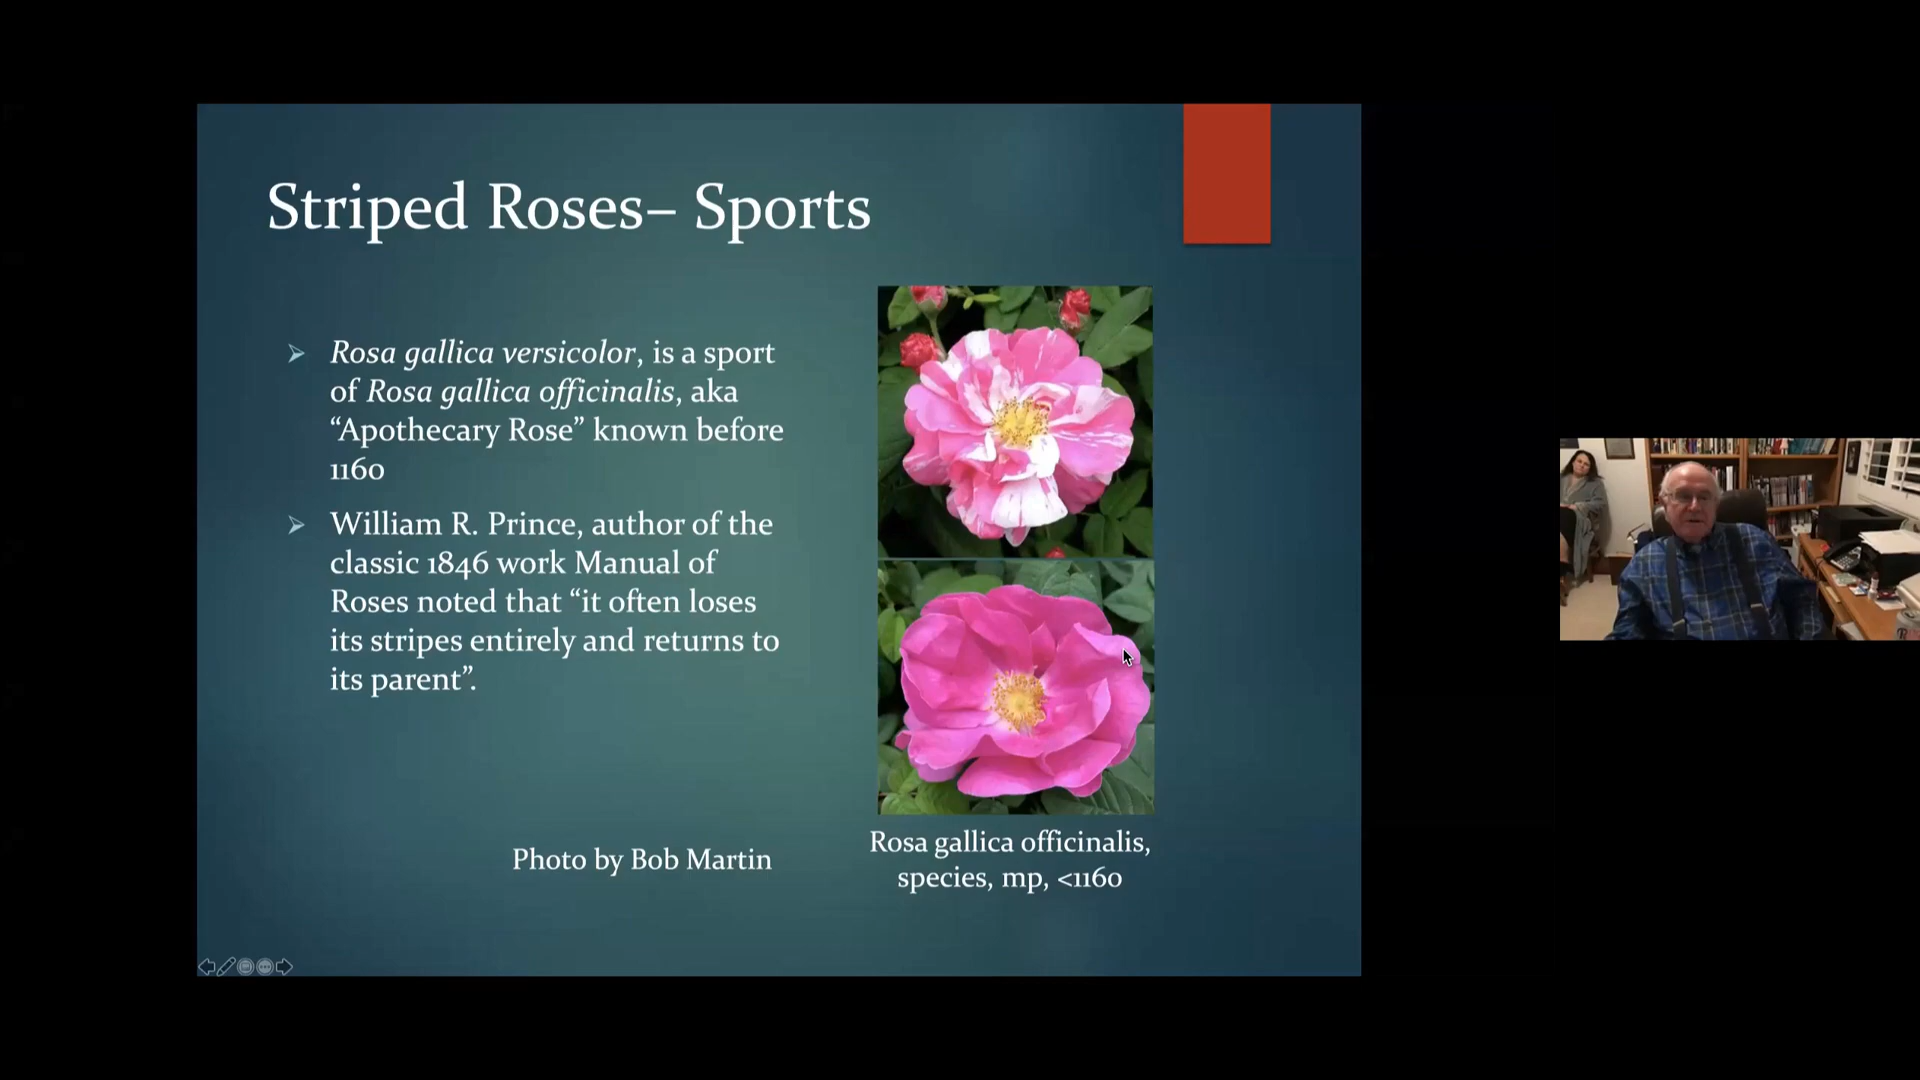 Striped Roses– Sports
Rosa gallica versicolor, is a sport
of Rosa gallica officinalis, aka
“Apothecary Rose” known before
1160
William R. Prince, author of the
classic 1846 work Manual of
Roses noted that “it often loses
its stripes entirely and returns to
its parent”.
Photo by Bob Martin
Rosa gallica officinalis,
species, mp, <1160